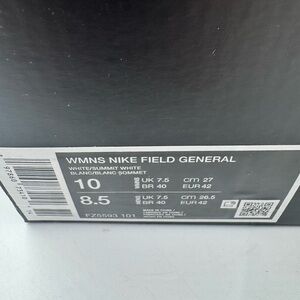 WMNS NIKE FIELD GENERAL
WHITE/SUMMIT WHITE
BLANC/BLANC SOMMET
10 WMNS UK 7.5 cm 27
BR 40 EUR 42
8.5 UK 7.5 cm 26.5
BR 40 EUR 42
FZ5593 101